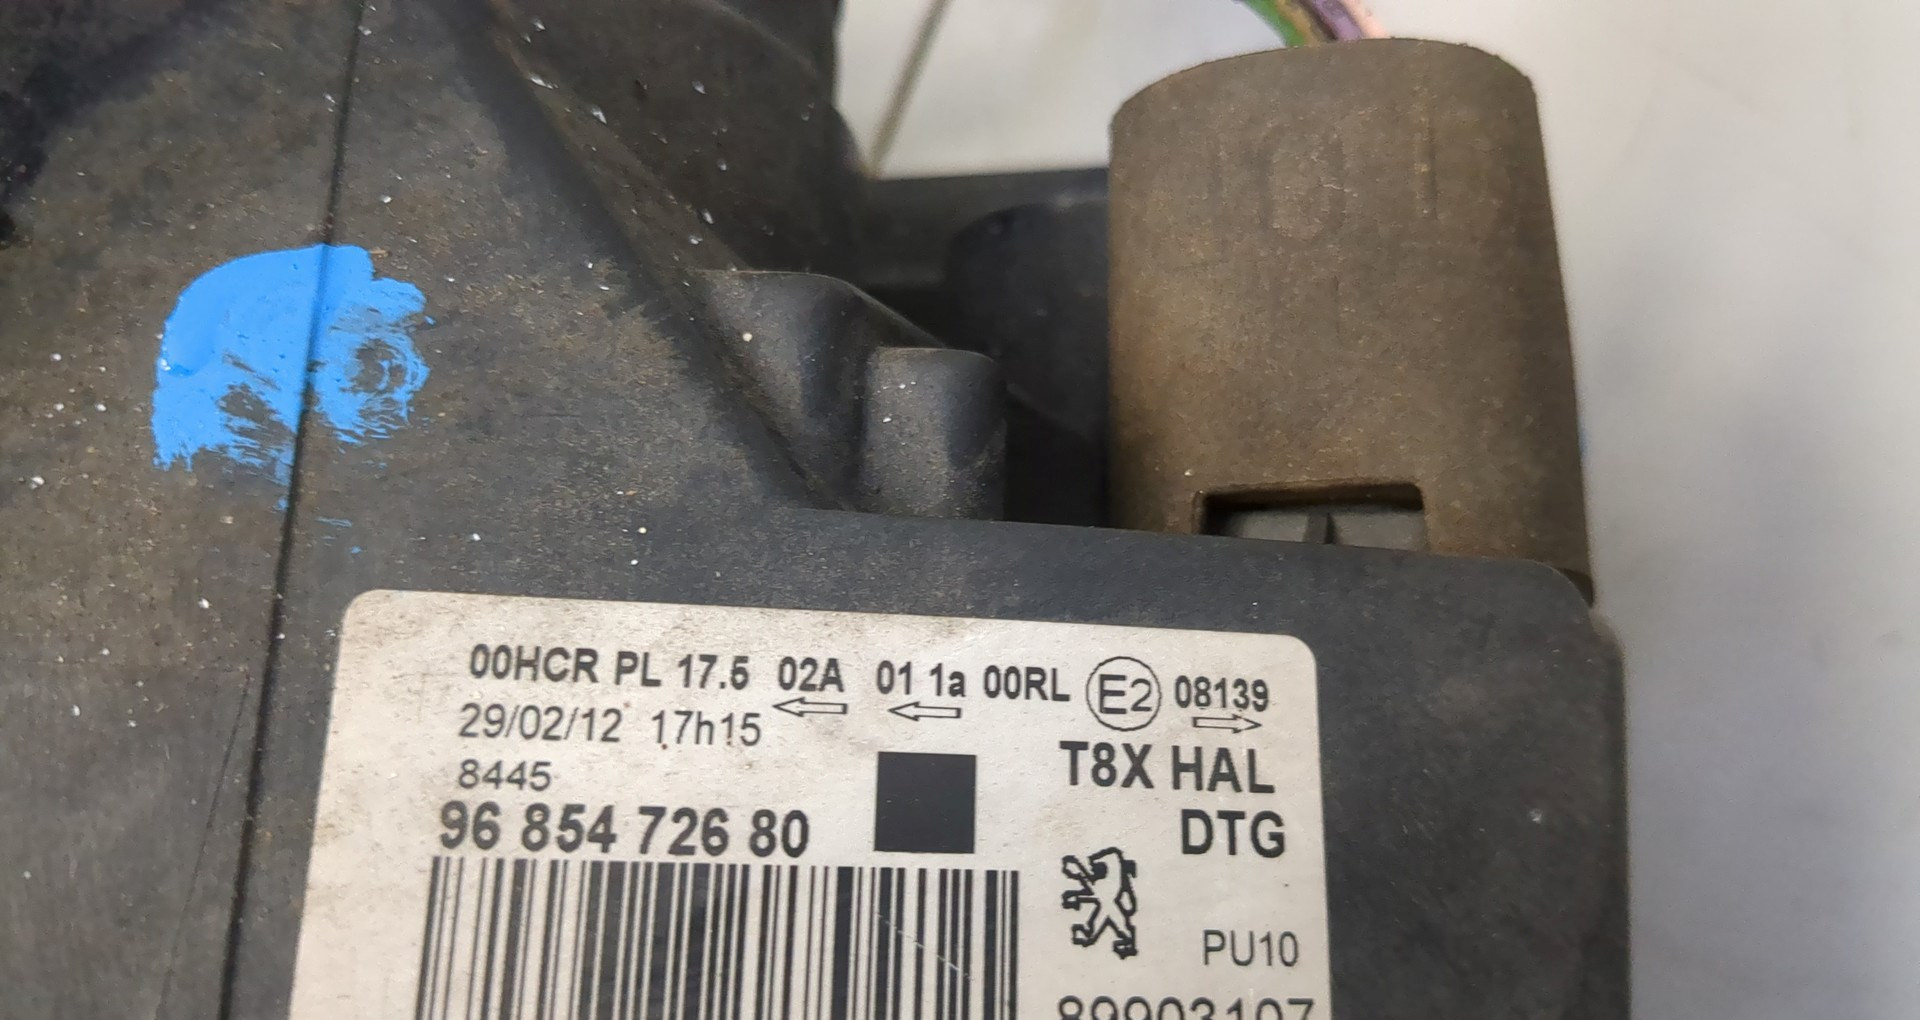 00HCR PL 17.5 02A 01 1a 00RL E2 08139
29/02/12 17h15
8445
T8X HAL
96 854 726 80
DTG
PU10
89903107